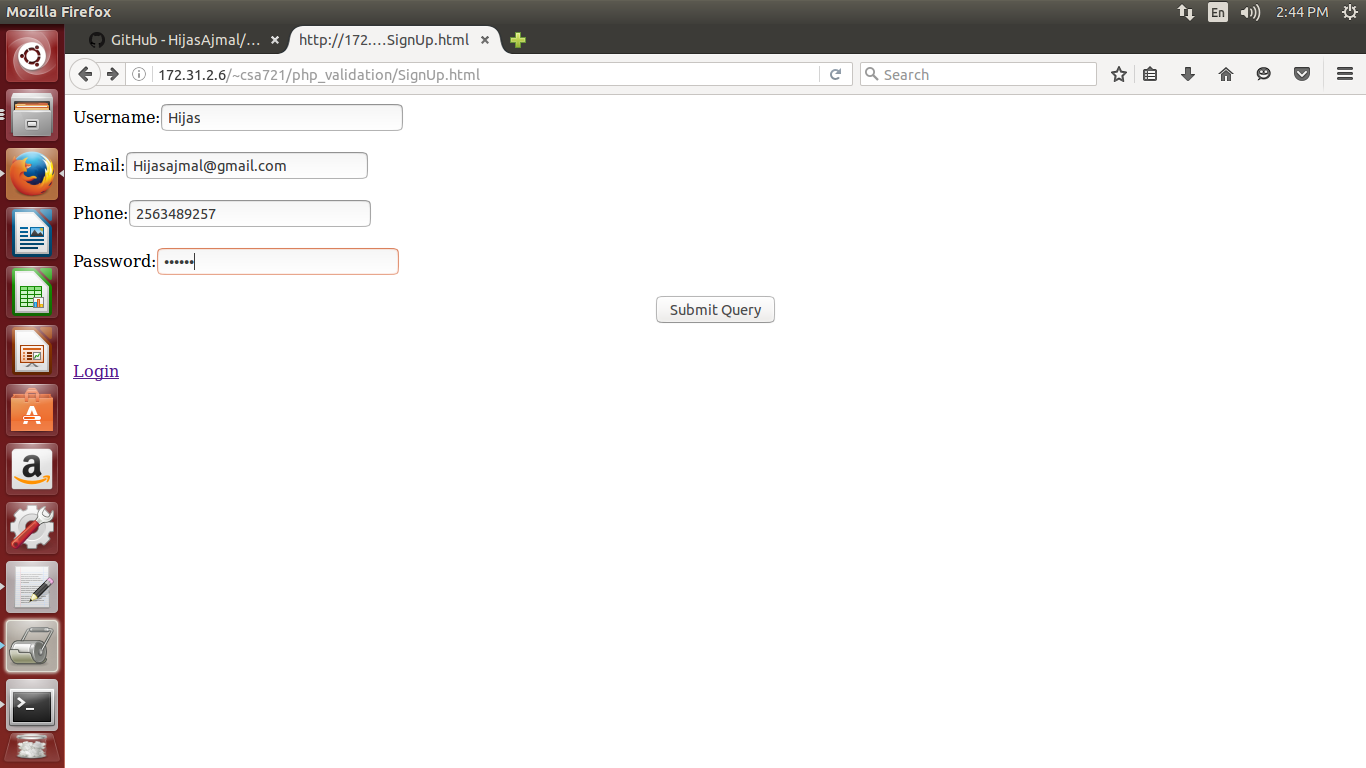 Mozilla Firefox
En
2:44 PM
GitHub - HijasAjmal/...
http://172....SignUp.html
172.31.2.6/~csa721/php_validation/SignUp.html
Search
Username:
Hijas
Email:
Hijasajmal@gmail.com
Phone:
2563489257
Password:
••••••
Submit Query
Login